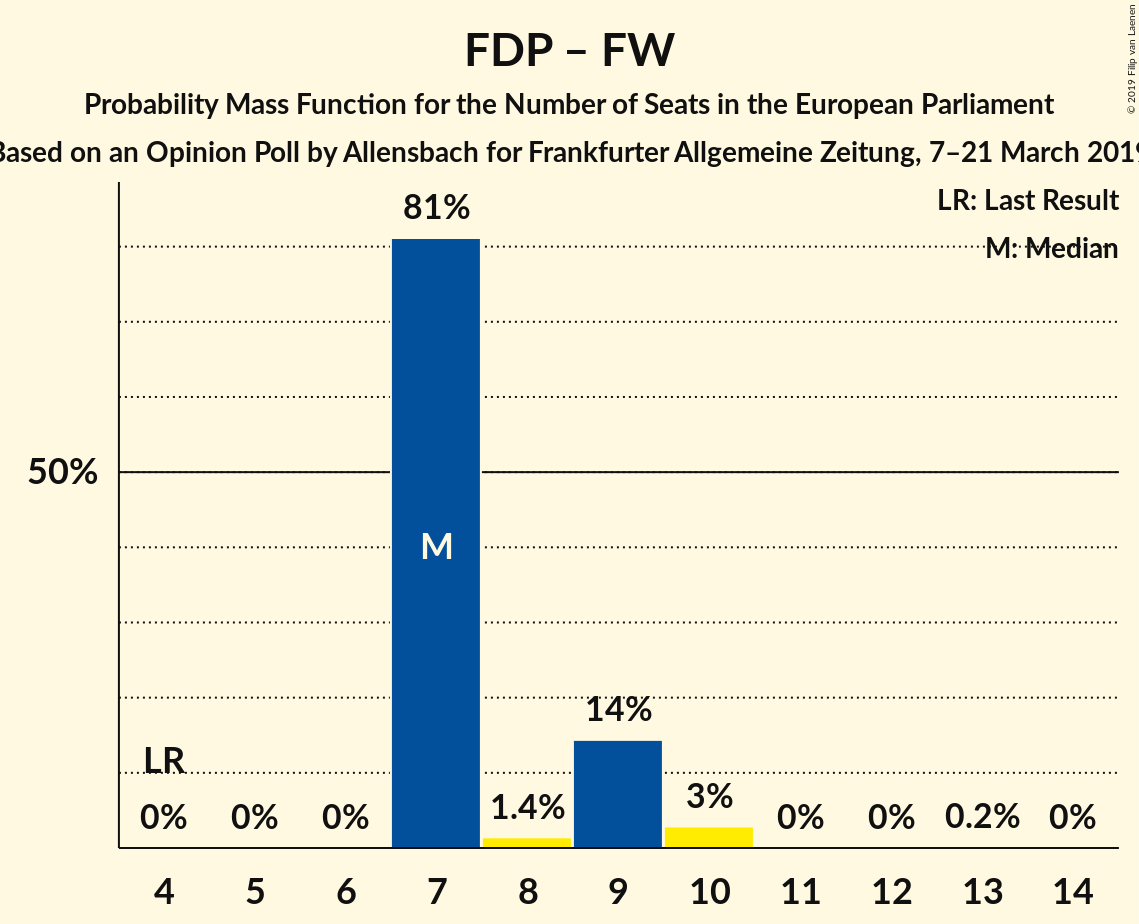 FDP – FW
Probability Mass Function for the Number of Seats in the European Parliament
Based on an Opinion Poll by Allensbach for Frankfurter Allgemeine Zeitung, 7–21 March 2019
© 2019 Filip van Laenen
LR: Last Result
M: Median
81%
50%
M
14%
LR
0% 0% 0% 1.4% 3% 0% 0% 0.2% 0%
4 5 6 7 8 9 10 11 12 13 14